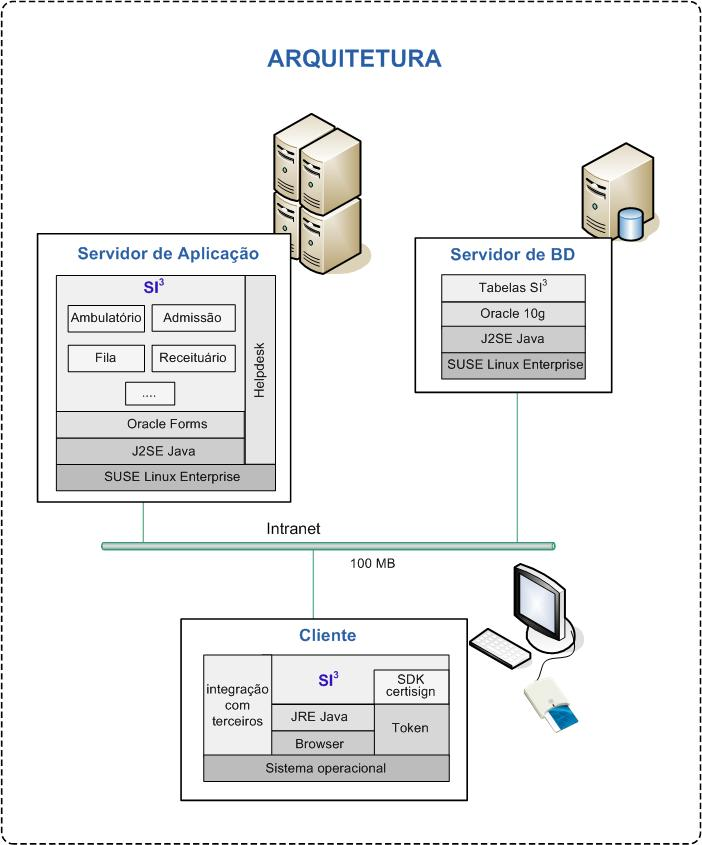 ARQUITETURA
Servidor de Aplicação
SI³
Ambulatório
Admissão
Fila
Receituário
....
Helpdesk
Oracle Forms
J2SE Java
SUSE Linux Enterprise
Servidor de BD
Tabelas SI³
Oracle 10g
J2SE Java
SUSE Linux Enterprise
Intranet
100 MB
Cliente
integração
com
terceiros
SI³
SDK
certisign
JRE Java
Token
Browser
Sistema operacional